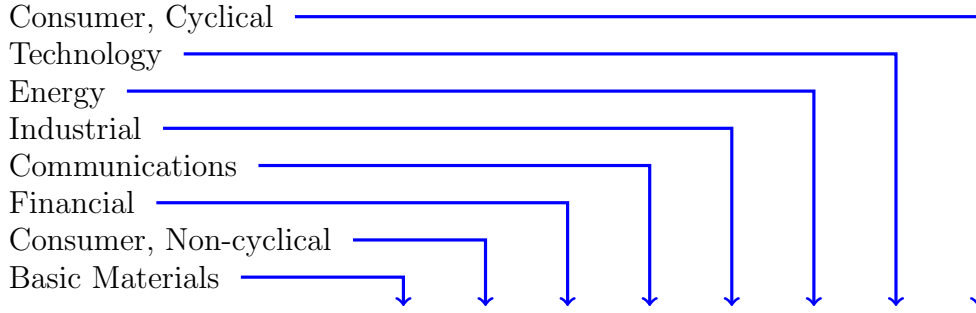 Consumer, Cyclical
Technology
Energy
Industrial
Communications
Financial
Consumer, Non-cyclical
Basic Materials